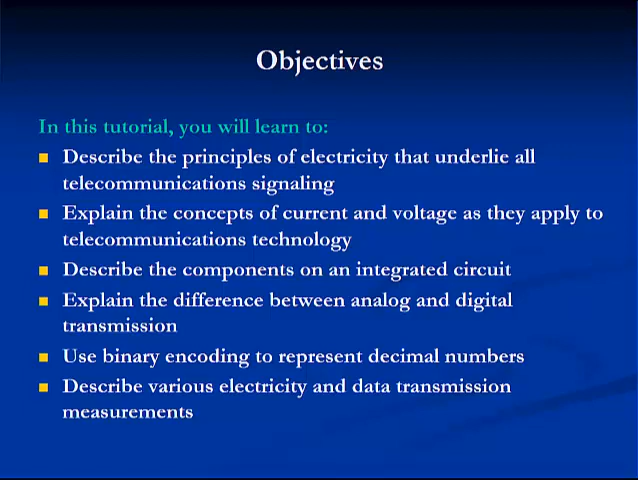 Objectives
In this tutorial, you will learn to:
Describe the principles of electricity that underlie all
telecommunications signaling
Explain the concepts of current and voltage as they apply to
telecommunications technology
Describe the components on an integrated circuit
Explain the difference between analog and digital
transmission
Use binary encoding to represent decimal numbers
Describe various electricity and data transmission
measurements